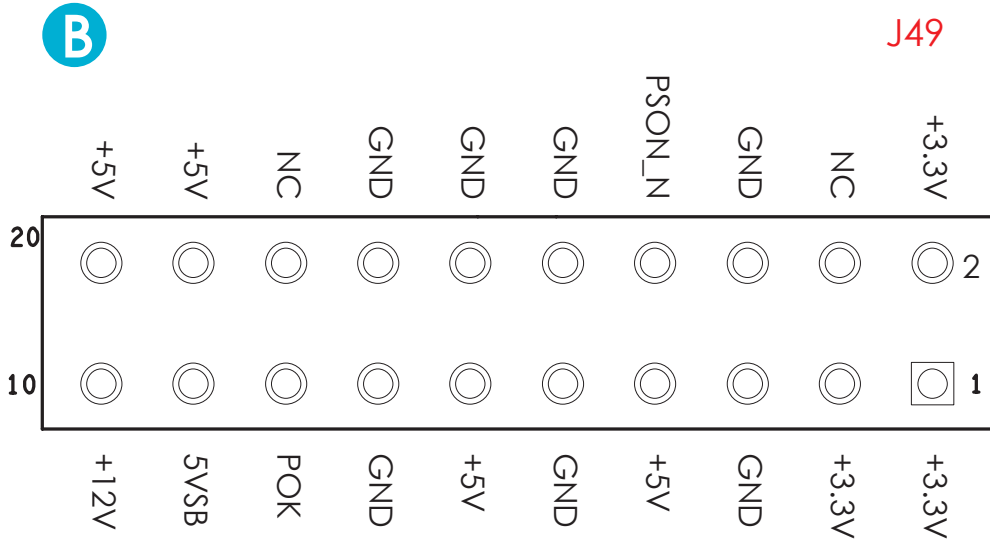 B
J49
+5V
+5V
NC
GND
GND
GND
PSON_N
GND
NC
+3.3V
20
2
10
1
+12V
5VSB
POK
GND
+5V
GND
+5V
GND
+3.3V
+3.3V